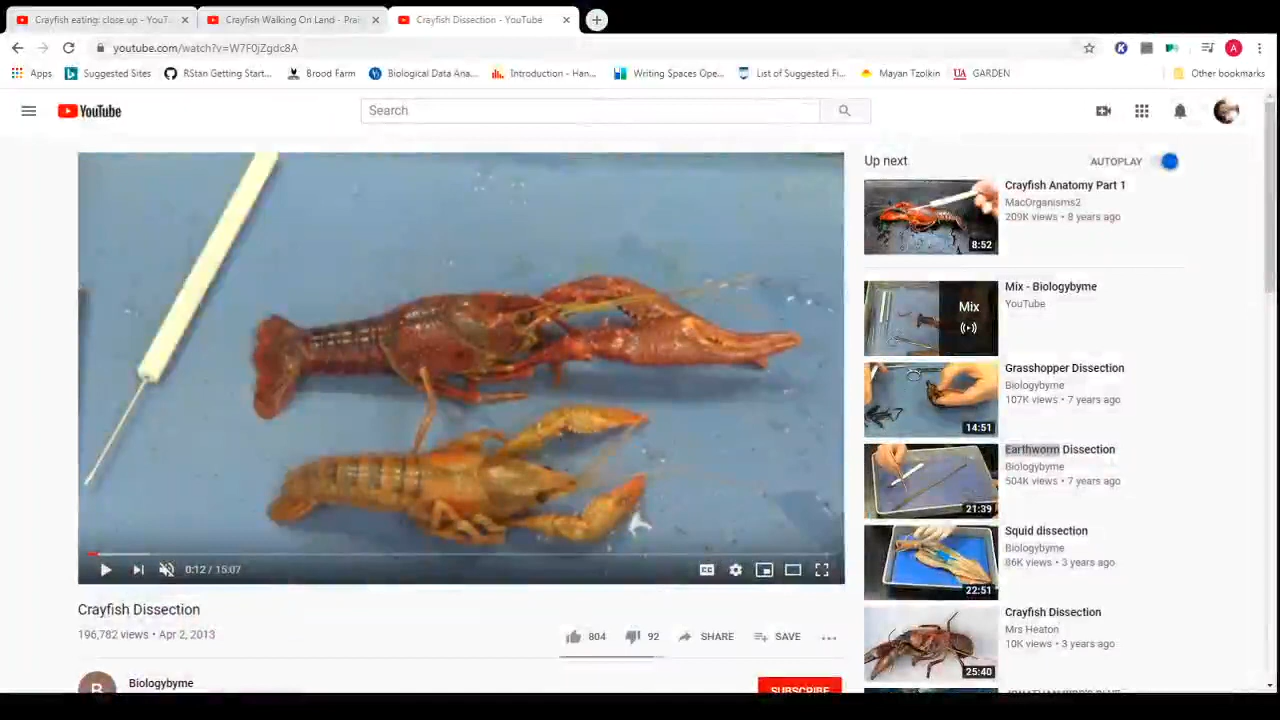 Crayfish eating: close up - YouT
Crayfish Walking On Land - Prai
Crayfish Dissection - YouTube
youtube.com/watch?v=W7F0jZgdc8A
A
Apps
Suggested Sites
RStan Getting Start...
Brood Farm
Biological Data Ana...
Introduction - Han...
Writing Spaces Ope...
List of Suggested Fi...
Mayan Tzolkin
UA GARDEN
Other bookmarks
YouTube
Search
Up next
AUTOPLAY
Crayfish Anatomy Part 1
MacOrganisms2
209K views • 8 years ago
8:52
Mix - Biologybyme
YouTube
Mix
Grasshopper Dissection
Biologybyme
107K views • 7 years ago
14:51
Earthworm Dissection
Biologybyme
504K views • 7 years ago
21:39
Squid dissection
Biologybyme
86K views • 3 years ago
22:51
Crayfish Dissection
Mrs Heaton
10K views • 3 years ago
25:40
0:12 / 15:07
CC
Crayfish Dissection
196,782 views • Apr 2, 2013
804
92
SHARE
SAVE
B
Biologybyme
SUBSCRIBE